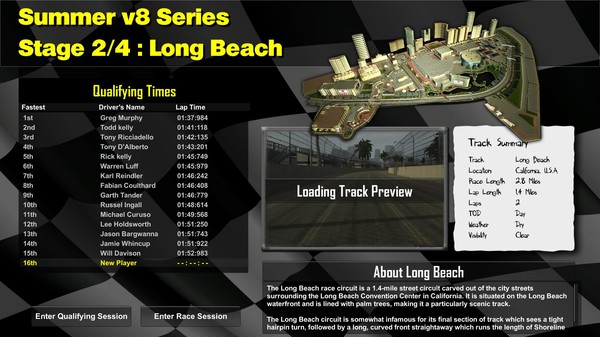 Summer v8 Series
Stage 2/4 : Long Beach
Qualifying Times
Fastest Driver's Name Lap Time
1st Greg Murphy 01:37:984
2nd Todd kelly 01:41:118
3rd Tony Ricciadello 01:42:135
4th Tony D'Alberto 01:43:201
5th Rick kelly 01:45:749
6th Warren Luff 01:45:979
7th Karl Reindler 01:46:242
8th Fabian Coulthard 01:46:408
9th Garth Tander 01:46:779
10th Russel Ingall 01:48:614
11th Michael Curuso 01:49:568
12th Lee Holdsworth 01:51:250
13th Jason Bargwanna 01:51:743
14th Jamie Whincup 01:51:922
15th Will Davison 01:52:983
16th New Player --:--:--
Enter Qualifying Session
Enter Race Session
Loading Track Preview
Track Summary
Track Long Beach
Location California, U.S.A
Race Length 2.8 Miles
Lap Length 1.4 Miles
Laps 2
TOD Day
Weather Dry
Visibility Clear
About Long Beach
The Long Beach race circuit is a 1.4-mile street circuit carved out of the city streets
surrounding the Long Beach Convention Center in California. It is situated on the Long Beach
waterfront and is lined with palm trees, making it a particularly scenic track.
The Long Beach circuit is somewhat infamous for its final section of track which sees a tight
hairpin turn, followed by a long, curved front straightaway which runs the length of Shoreline